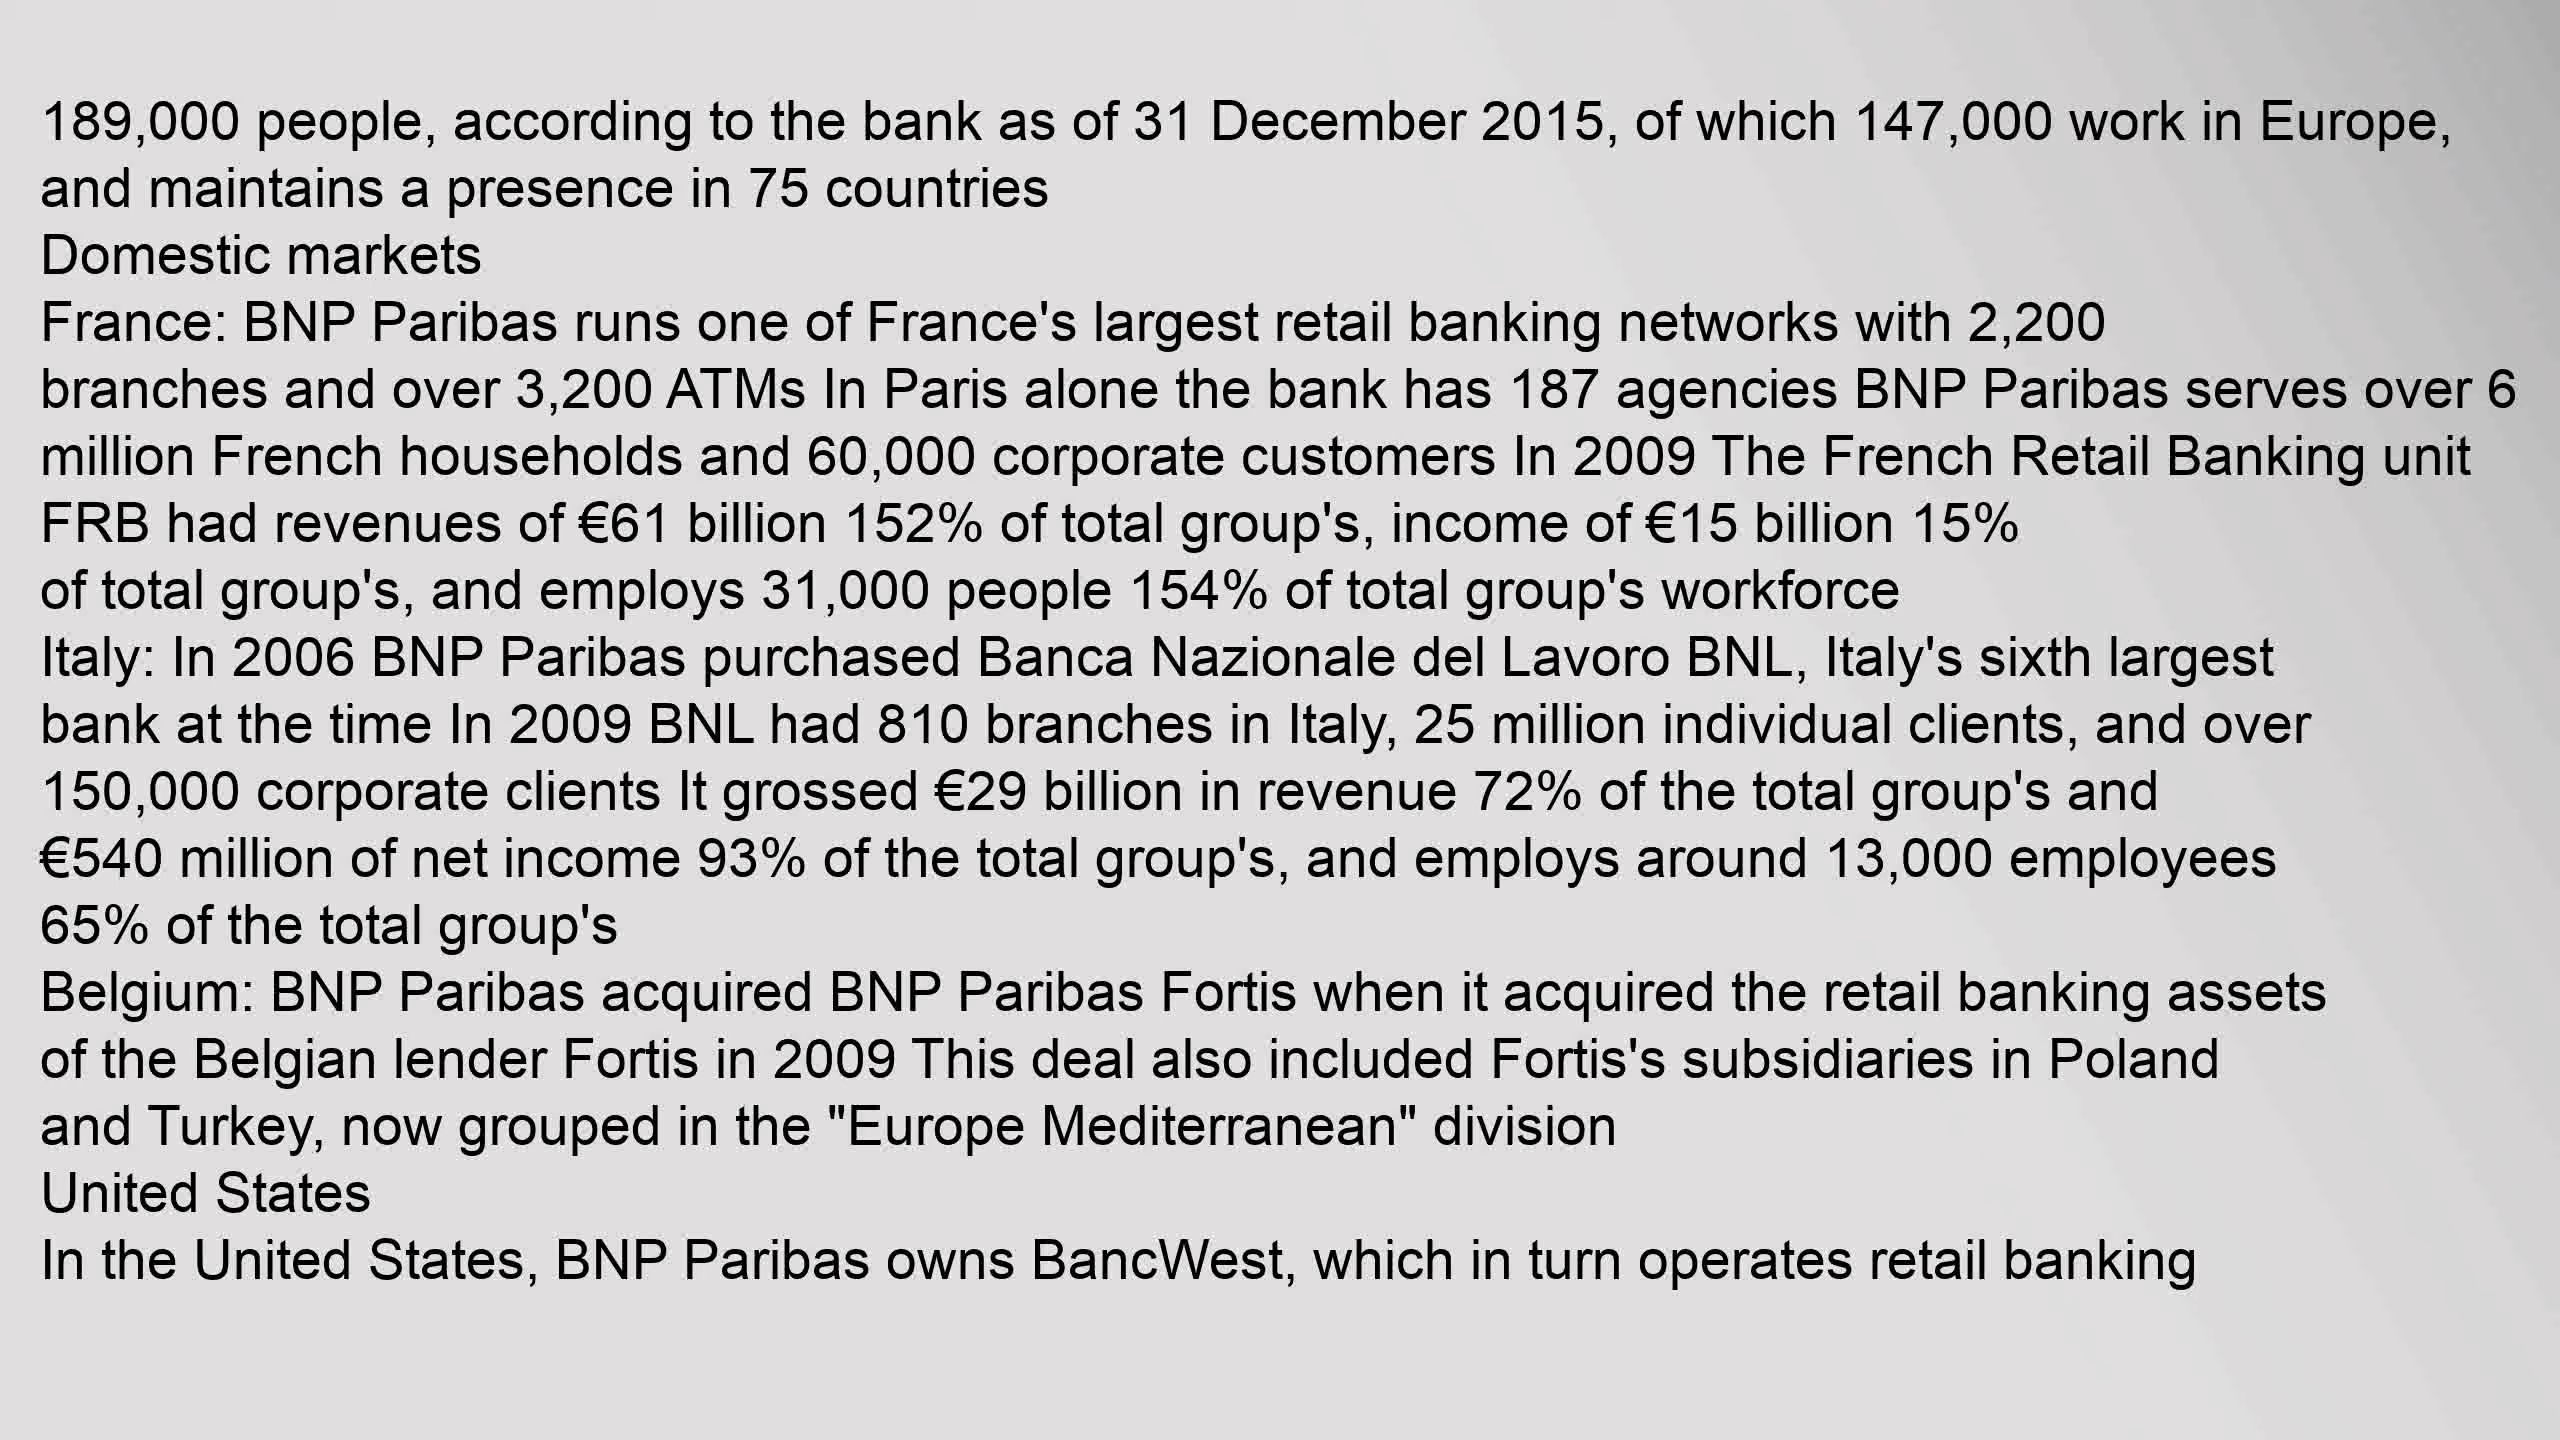 189,000 people, according to the bank as of 31 December 2015, of which 147,000 work in Europe,
and maintains a presence in 75 countries
Domestic markets
France: BNP Paribas runs one of France's largest retail banking networks with 2,200
branches and over 3,200 ATMs In Paris alone the bank has 187 agencies BNP Paribas serves over 6
million French households and 60,000 corporate customers In 2009 The French Retail Banking unit
FRB had revenues of €61 billion 152% of total group's, income of €15 billion 15%
of total group's, and employs 31,000 people 154% of total group's workforce
Italy: In 2006 BNP Paribas purchased Banca Nazionale del Lavoro BNL, Italy's sixth largest
bank at the time In 2009 BNL had 810 branches in Italy, 25 million individual clients, and over
150,000 corporate clients It grossed €29 billion in revenue 72% of the total group's and
€540 million of net income 93% of the total group's, and employs around 13,000 employees
65% of the total group's
Belgium: BNP Paribas acquired BNP Paribas Fortis when it acquired the retail banking assets
of the Belgian lender Fortis in 2009 This deal also included Fortis's subsidiaries in Poland
and Turkey, now grouped in the "Europe Mediterranean" division
United States
In the United States, BNP Paribas owns BancWest, which in turn operates retail banking